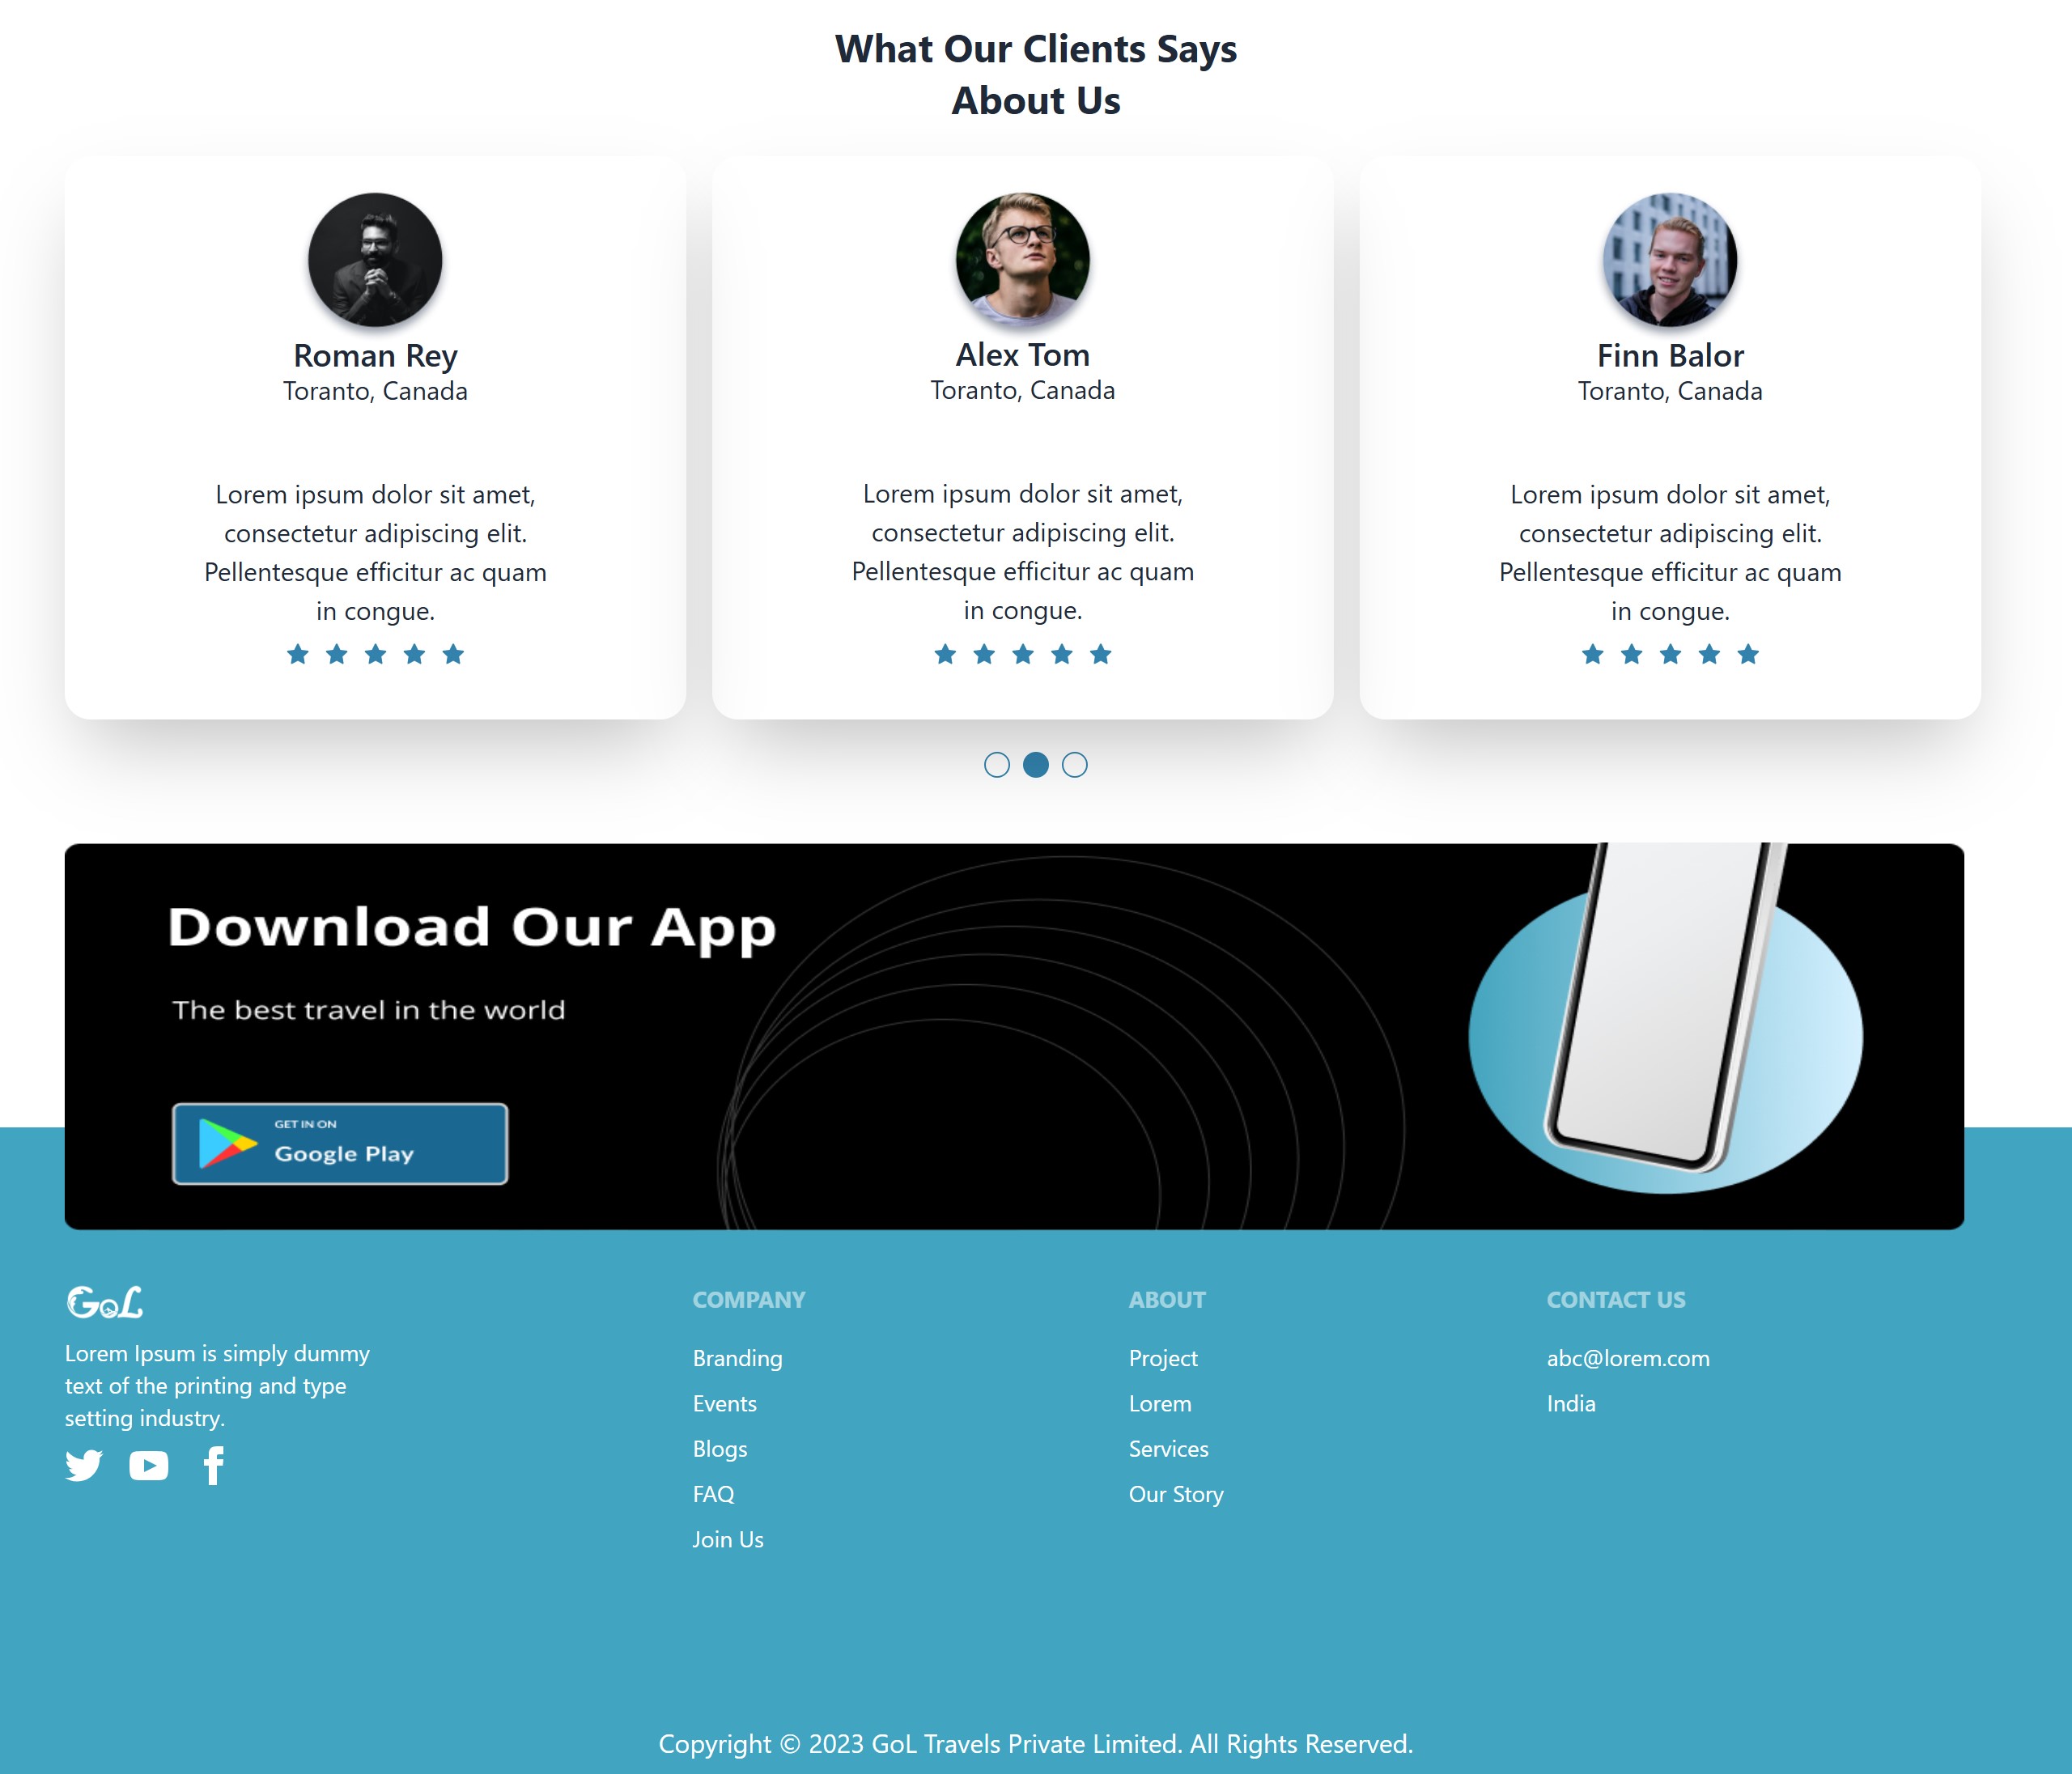 What Our Clients Says
About Us
Roman Rey
Toranto, Canada
Lorem ipsum dolor sit amet,
consectetur adipiscing elit.
Pellentesque efficitur ac quam
in congue.
Alex Tom
Toranto, Canada
Lorem ipsum dolor sit amet,
consectetur adipiscing elit.
Pellentesque efficitur ac quam
in congue.
Finn Balor
Toranto, Canada
Lorem ipsum dolor sit amet,
consectetur adipiscing elit.
Pellentesque efficitur ac quam
in congue.
Download Our App
The best travel in the world
GET IN ON
Google Play
GoL
Lorem Ipsum is simply dummy
text of the printing and type
setting industry.
COMPANY
Branding
Events
Blogs
FAQ
Join Us
ABOUT
Project
Lorem
Services
Our Story
CONTACT US
abc@lorem.com
India
Copyright © 2023 GoL Travels Private Limited. All Rights Reserved.